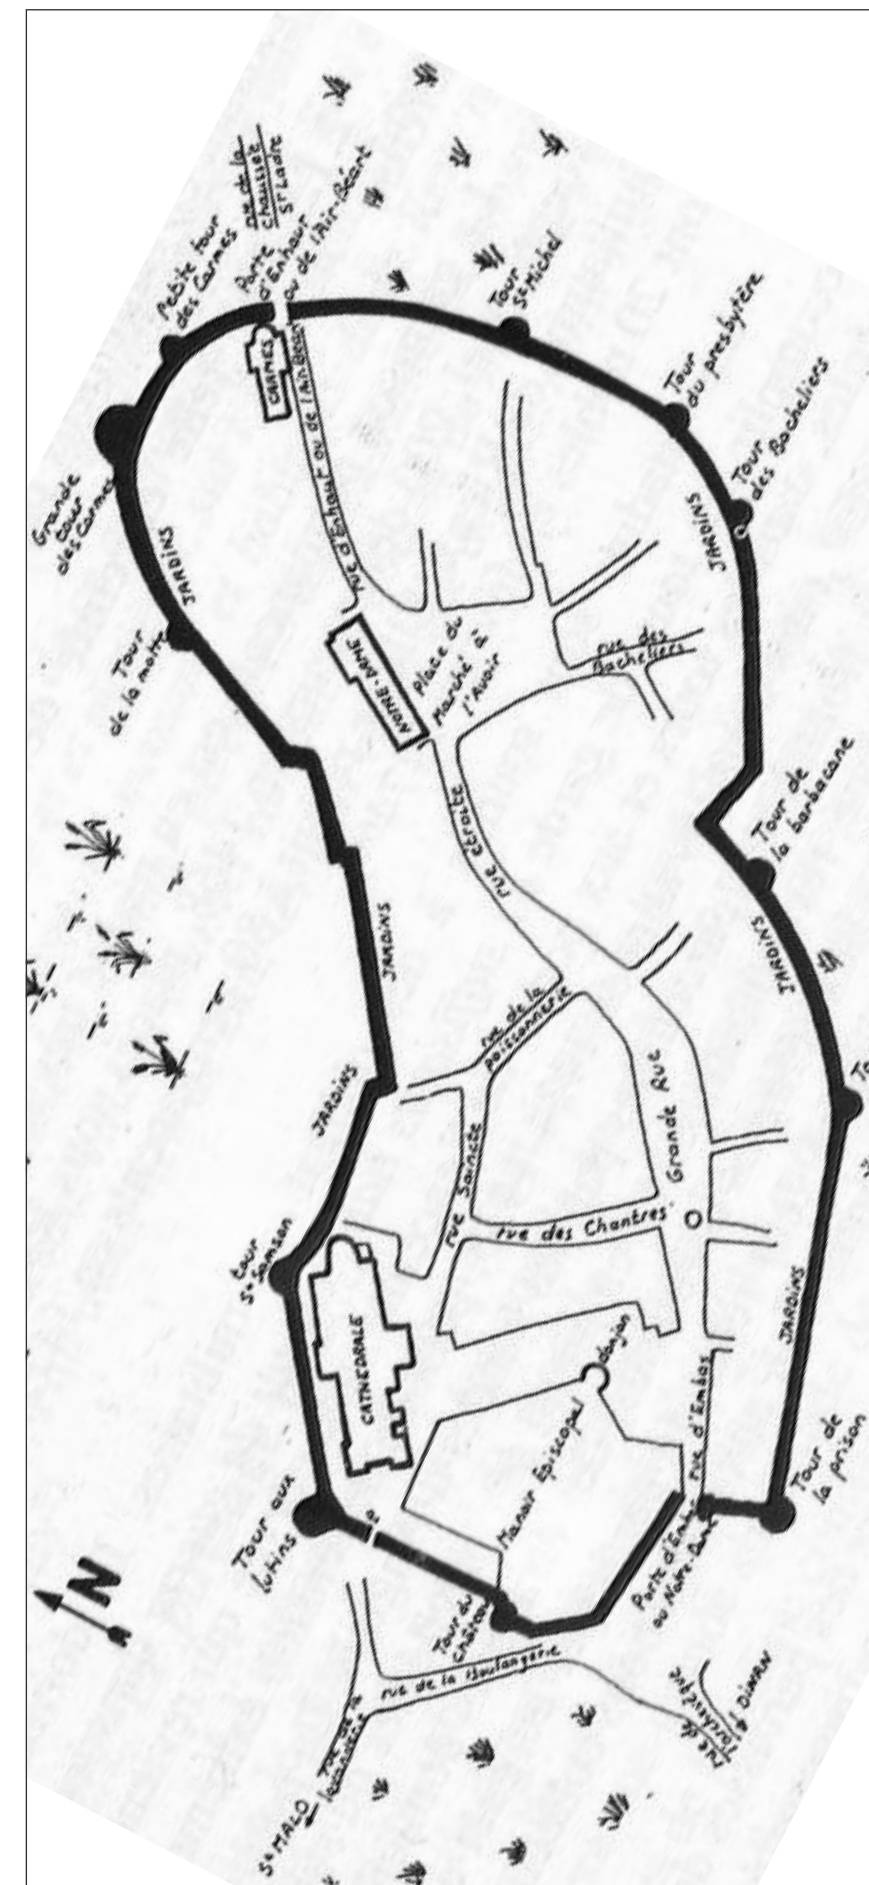 rue de la
chaussée
St Ladre
Porte
d'Enhaut
ou de l'Air-Béart
Petite tour
des Carmes
CARMES
rue d'Enhaut ou de l'Air Béart
Tour
St Michel
Tour
du presbytère
Tour
des Bacheliers
Grande
tour
des Carmes
JARDINS
JARDINS
Tour
de la motte
NOTRE-DAME
Place du
Marché à
l'Avoir
rue des
Bacheliers
rue étroite
Tour de
la barbacane
JARDINS
JARDINS
rue de la
poissonnerie
JARDINS
Grande Rue
rue Saincte
rue des Chantres
tour
St Samson
CATHEDRALE
JARDINS
donjon
rue d'Embas
Manoir Episcopal
Tour de
la prison
Tour aux
lutins
Porte d'Embas
ou Notre-Dame
N
Tour du
château
rue de la Boulangerie
DINAN
St MALO